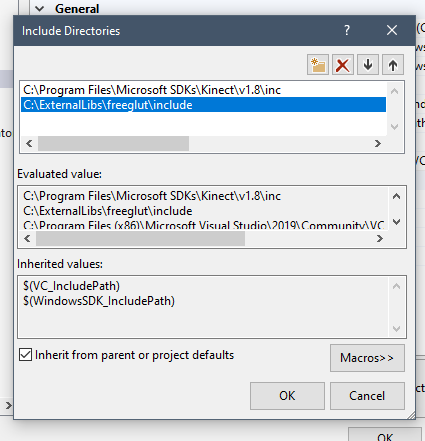 General
Include Directories
C:\Program Files\Microsoft SDKs\Kinect\v1.8\inc
C:\ExternalLibs\freeglut\include
Evaluated value:
C:\Program Files\Microsoft SDKs\Kinect\v1.8\inc
C:\ExternalLibs\freeglut\include
C:\Program Files (x86)\Microsoft Visual Studio\2019\Community\VC
Inherited values:
$(VC_IncludePath)
$(WindowsSDK_IncludePath)
Inherit from parent or project defaults
Macros>>
OK
Cancel
OK